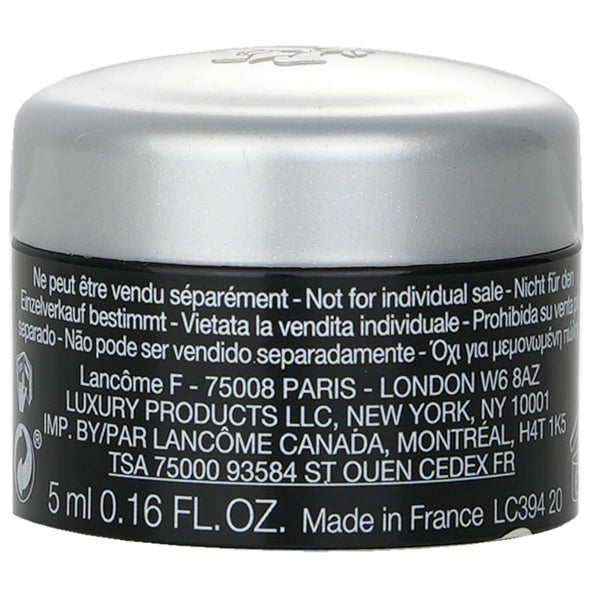 Ne peut être vendu séparément - Not for individual sale - Nicht für den
Einzelverkauf bestimmt - Vietata la vendita individuale - Prohibida su venta
separado - Não pode ser vendido separadamente - Όχι για μεμονωμένη
Lancôme F - 75008 PARIS - LONDON W6 8AZ
LUXURY PRODUCTS LLC, NEW YORK, NY 10001
IMP. BY/PAR LANCÔME CANADA, MONTRÉAL, H4T 1K5
TSA 75000 93584 ST OUEN CEDEX FR
®
5 ml 0.16 FL.OZ. Made in France LC394 20